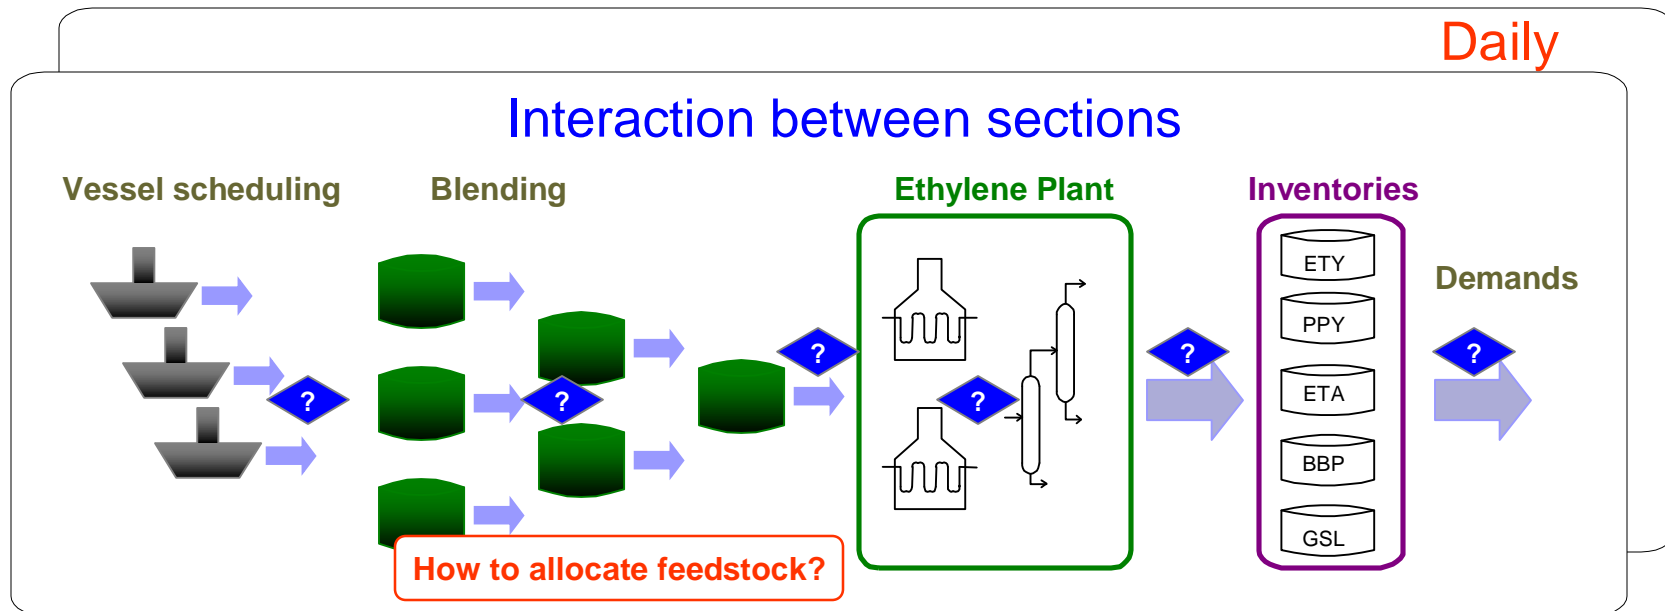 Daily
Interaction between sections
Vessel scheduling
Blending
Ethylene Plant
Inventories
Demands
ETY
PPY
ETA
BBP
GSL
?
?
?
?
?
?
How to allocate feedstock?